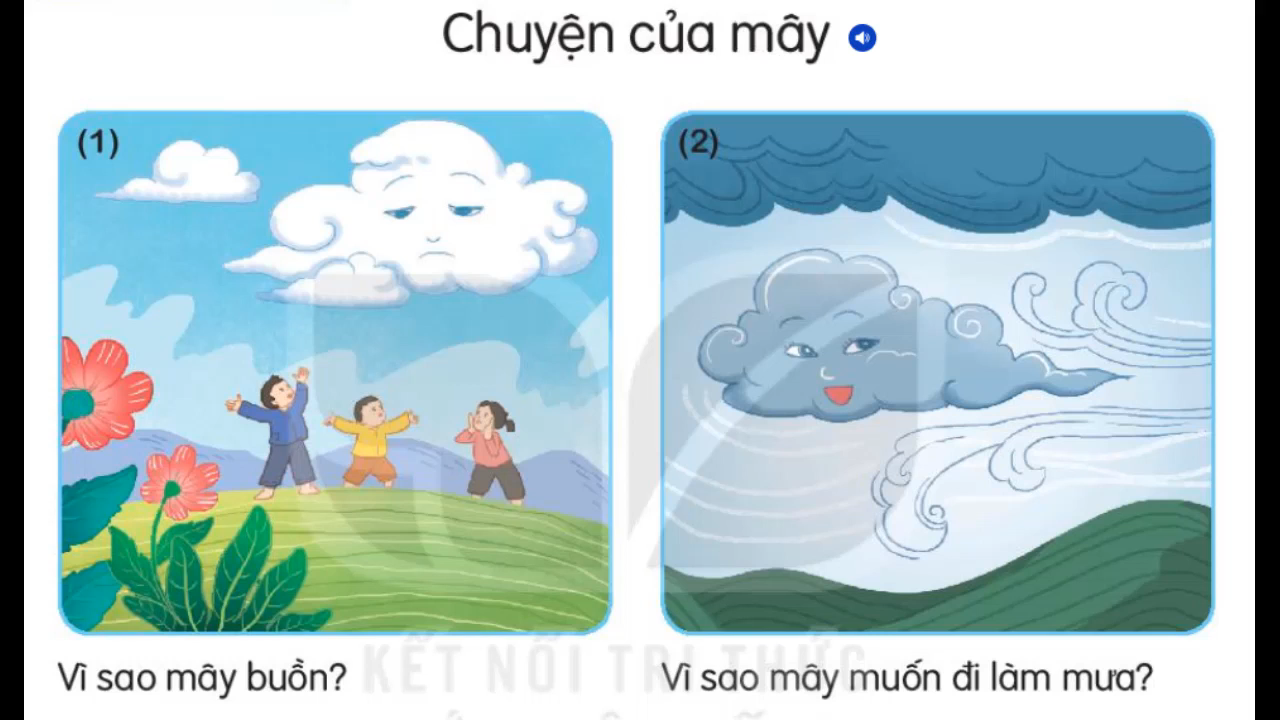 Chuyện của mây
(1)
(2)
Vì sao mây buồn?
Vì sao mây muốn đi làm mưa?
KẾT NỐI TRI THỨC